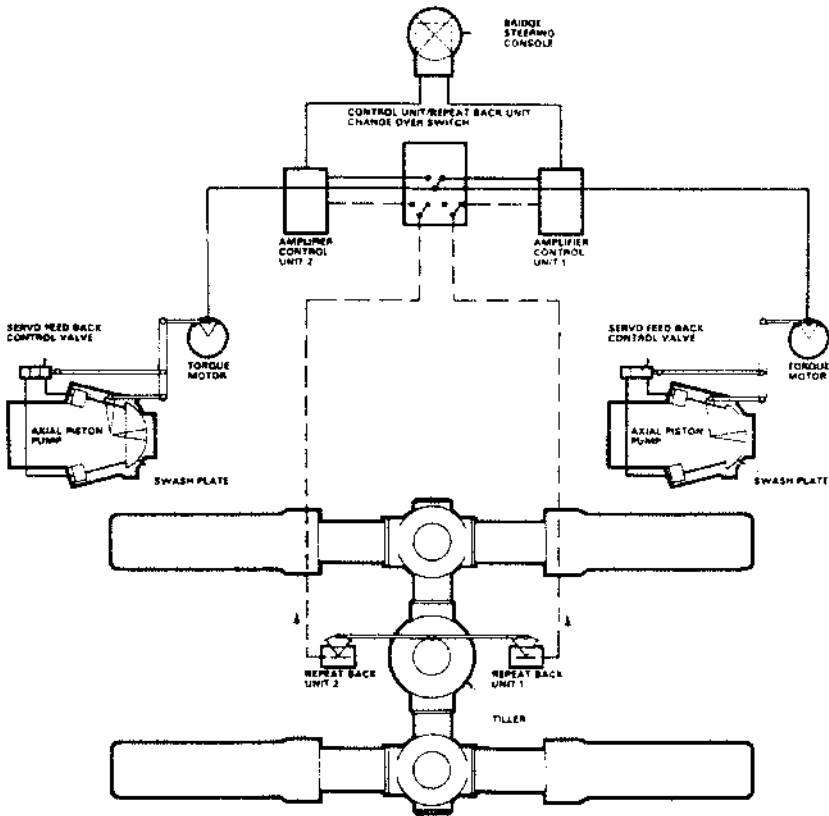 BRIDGE
STEERING
CONSOLE
CONTROL UNIT/REPEAT BACK UNIT
CHANGE OVER SWITCH
AMPLIFIER
CONTROL
UNIT 2
AMPLIFIER
CONTROL
UNIT 1
SERVO FEED BACK
CONTROL VALVE
TORQUE
MOTOR
SERVO FEED BACK
CONTROL VALVE
TORQUE
MOTOR
AXIAL PISTON
PUMP
SWASH PLATE
AXIAL PISTON
PUMP
SWASH PLATE
REPEAT BACK
UNIT 2
REPEAT BACK
UNIT 1
TILLER